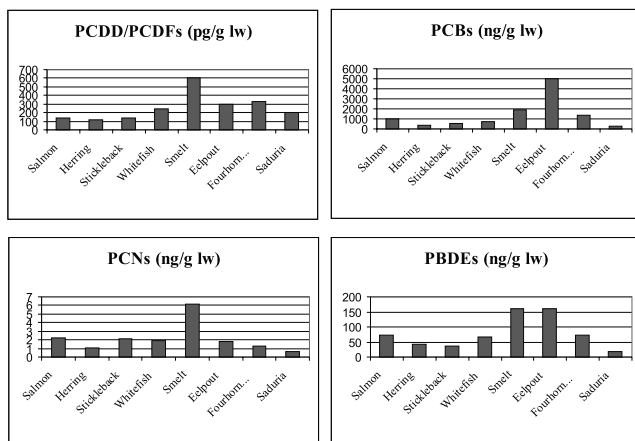 PCDD/PCDFs (pg/g lw)
700
600
500
400
300
200
100
0
Salmon
Herring
Stickleback
Whitefish
Smelt
Eelpout
Fourhorn...
Saduria
PCBs (ng/g lw)
6000
5000
4000
3000
2000
1000
0
Salmon
Herring
Stickleback
Whitefish
Smelt
Eelpout
Fourhorn...
Saduria
PCNs (ng/g lw)
7
6
5
4
3
2
1
0
Salmon
Herring
Stickleback
Whitefish
Smelt
Eelpout
Fourhorn...
Saduria
PBDEs (ng/g lw)
200
150
100
50
0
Salmon
Herring
Stickleback
Whitefish
Smelt
Eelpout
Fourhorn...
Saduria